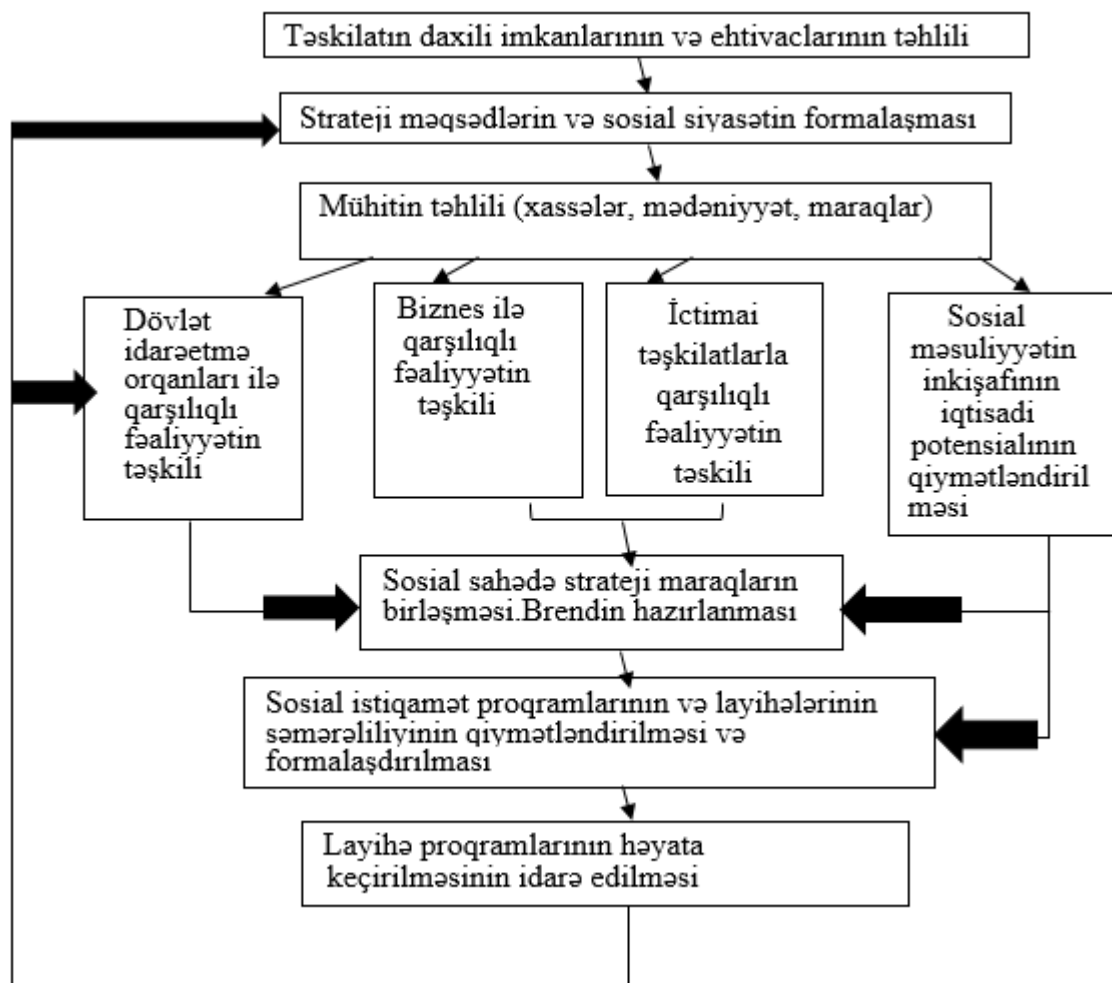 Təskilatın daxili imkanlarının və ehtivaclarının təhlili
Strateji məqsədlərin və sosial siyasətin formalaşması
Mühitin təhlili (xassələr, mədəniyyət, maraqlar)
Dövlət
idarəetmə
orqanları ilə
qarşılıqlı
fəaliyyətin
təşkili
Biznes ilə
qarşılıqlı
fəaliyyətin
təşkili
İctimai
təşkilatlarla
qarşılıqlı
fəaliyyətin
təskili
Sosial
məsuliyyətin
inkişafının
iqtisadi
potensialının
qiymətləndiril
məsi
Sosial sahədə strateji maraqların
birləşməsi.Brendin hazırlanması
Sosial istiqamət proqramlarının və layihələrinin
səmərəliliyinin qiymətləndirilməsi və
formalaşdırılması
Layihə proqramlarının həyata
keçirilməsinin idarə edilməsi